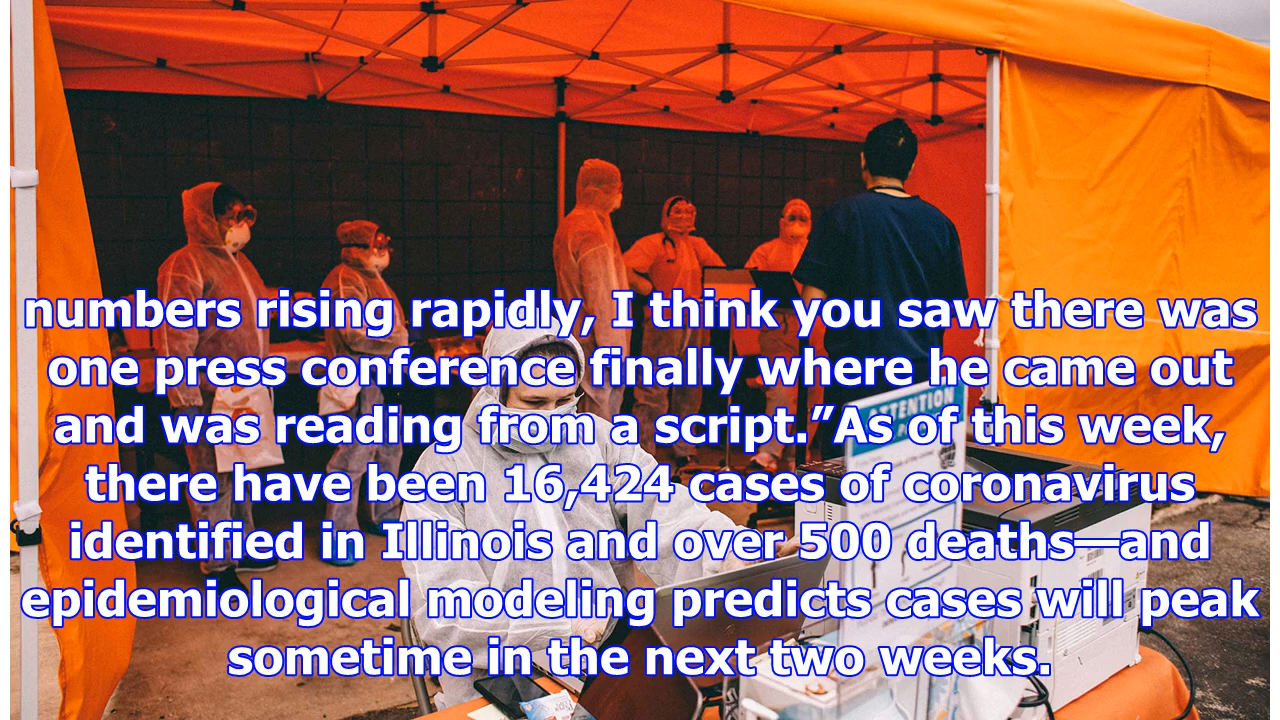 numbers rising rapidly, I think you saw there was
one press conference finally where he came out
and was reading from a script.”As of this week,
there have been 16,424 cases of coronavirus
identified in Illinois and over 500 deaths—and
epidemiological modeling predicts cases will peak
sometime in the next two weeks.
ATTENTION